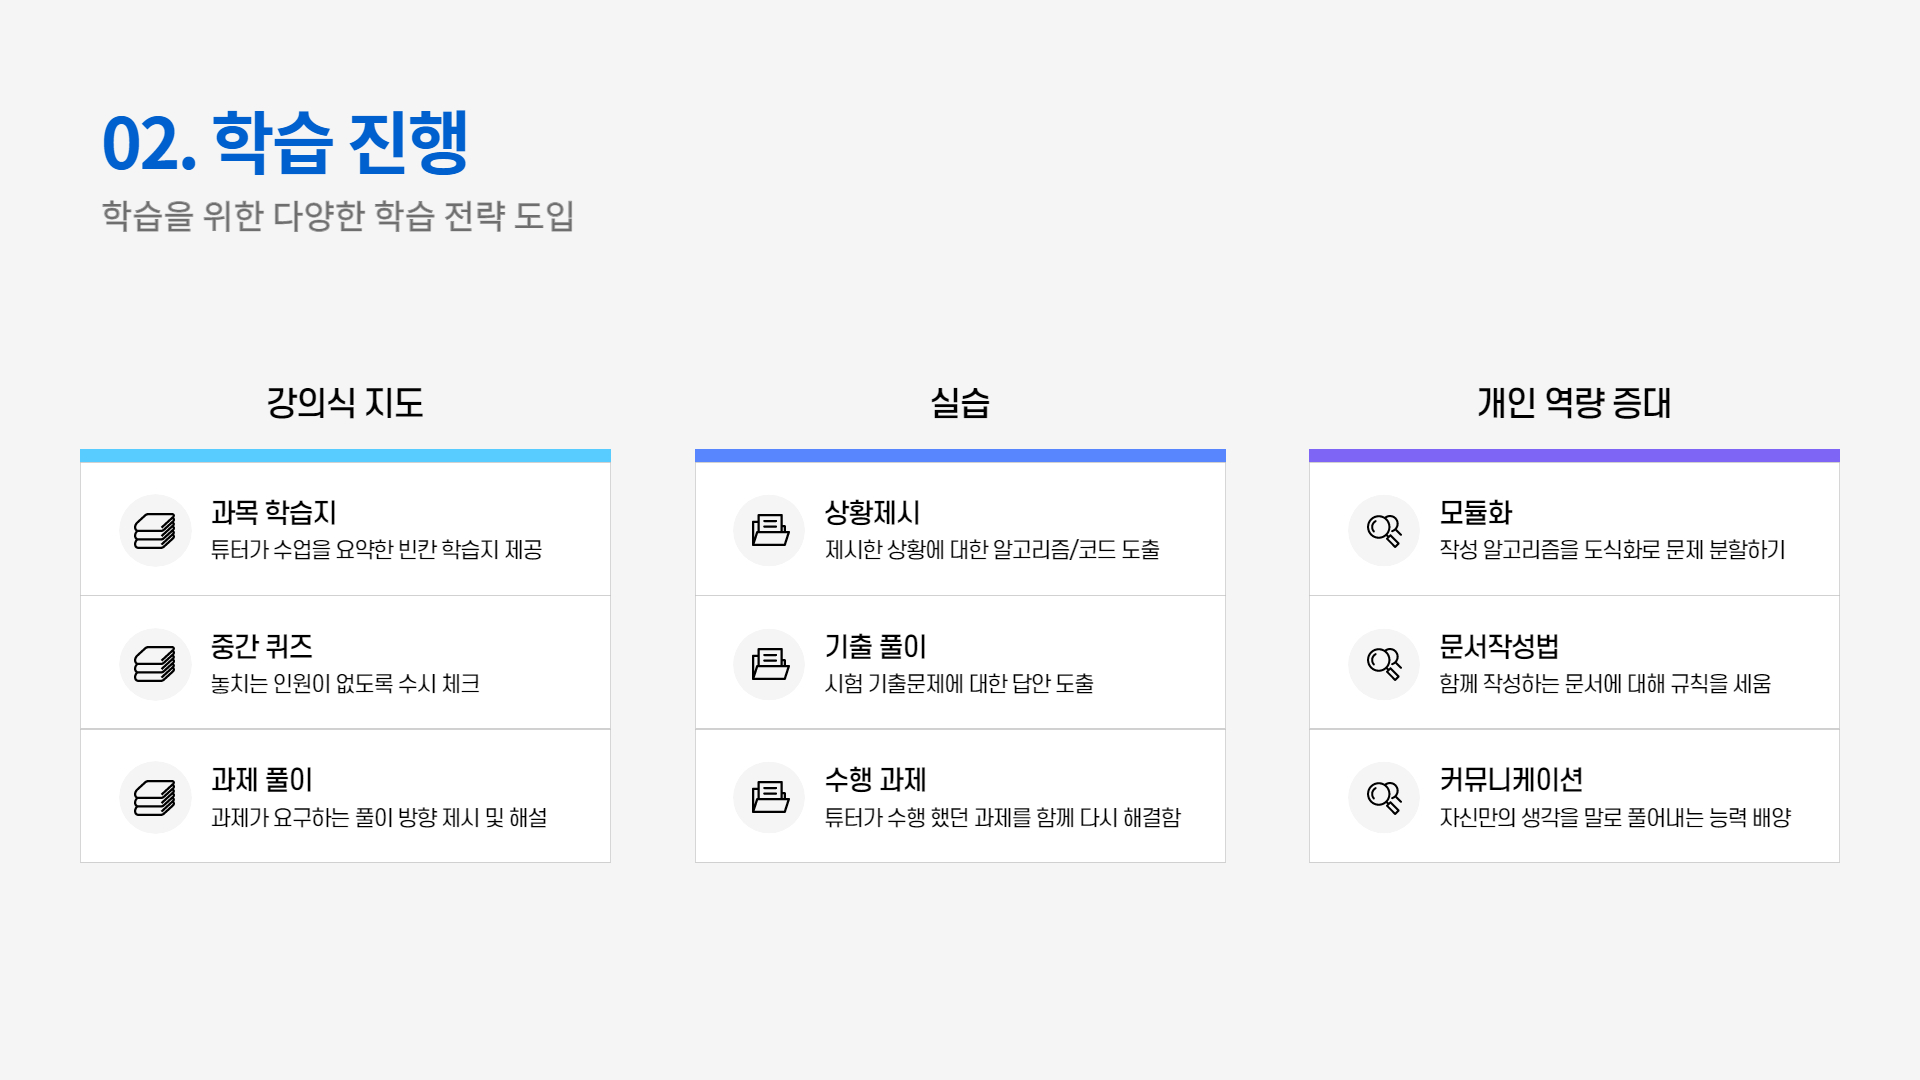 02. 학습 진행
학습을 위한 다양한 학습 전략 도입
강의식 지도
과목 학습지
튜터가 수업을 요약한 빈칸 학습지 제공
중간 퀴즈
놓치는 인원이 없도록 수시 체크
과제 풀이
과제가 요구하는 풀이 방향 제시 및 해설
실습
상황제시
제시한 상황에 대한 알고리즘/코드 도출
기출 풀이
시험 기출문제에 대한 답안 도출
수행 과제
튜터가 수행 했던 과제를 함께 다시 해결함
개인 역량 증대
모듈화
작성 알고리즘을 도식화로 문제 분할하기
문서작성법
함께 작성하는 문서에 대해 규칙을 세움
커뮤니케이션
자신만의 생각을 말로 풀어내는 능력 배양